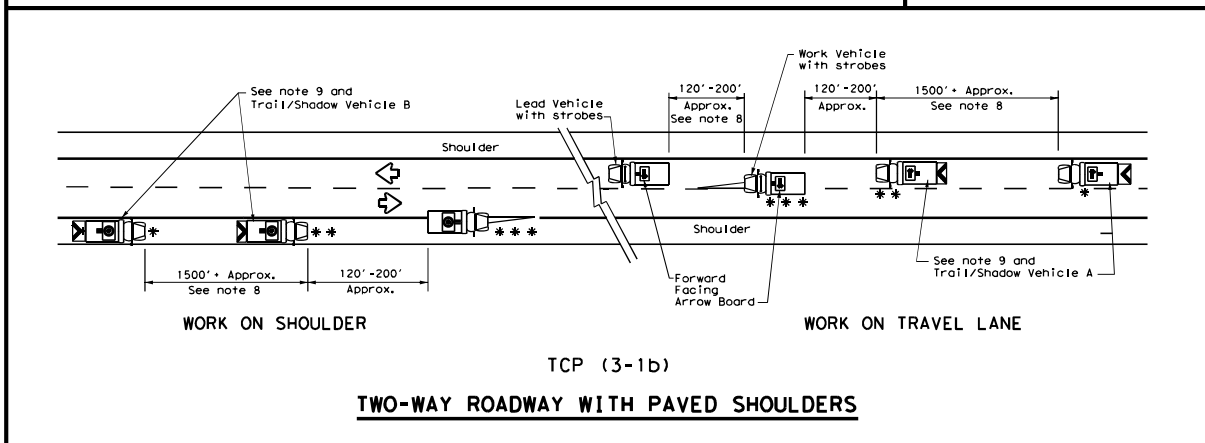 Work Vehicle
with strobes
See note 9 and
Trail/Shadow Vehicle B
Lead Vehicle
with strobes
120'-200'
Approx.
See note 8
120'-200'
Approx.
1500'+ Approx.
See note 8
Shoulder
* *
*
* * *
Shoulder
*
* *
* * *
1500'+ Approx.
See note 8
120'-200'
Approx.
Forward
Facing
Arrow Board
See note 9 and
Trail/Shadow Vehicle A
WORK ON SHOULDER
WORK ON TRAVEL LANE
TCP (3-1b)
TWO-WAY ROADWAY WITH PAVED SHOULDERS